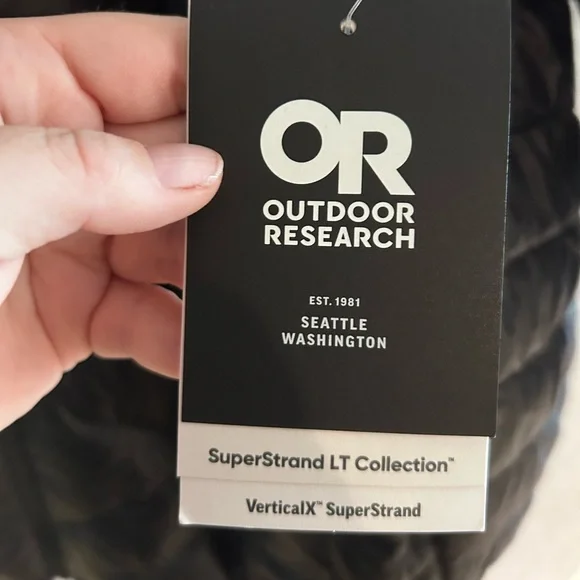 OR
OUTDOOR
RESEARCH
EST. 1981
SEATTLE
WASHINGTON
SuperStrand LT Collection™
VerticalX™ SuperStrand